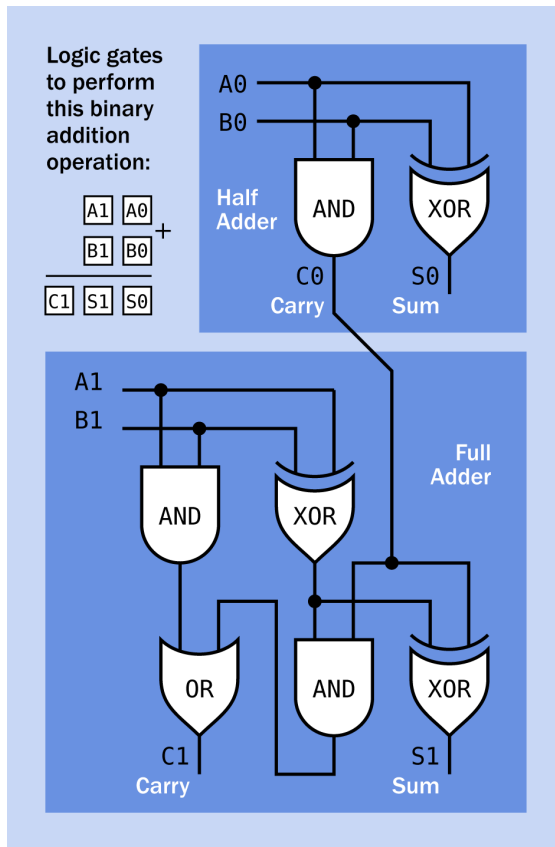 Logic gates
to perform
this binary
addition
operation:
A1 A0
+
B1 B0
C1 S1 S0
A0
B0
Half
Adder
AND
XOR
C0
S0
Carry
Sum
A1
B1
Full
Adder
AND
XOR
OR
AND
XOR
C1
S1
Carry
Sum